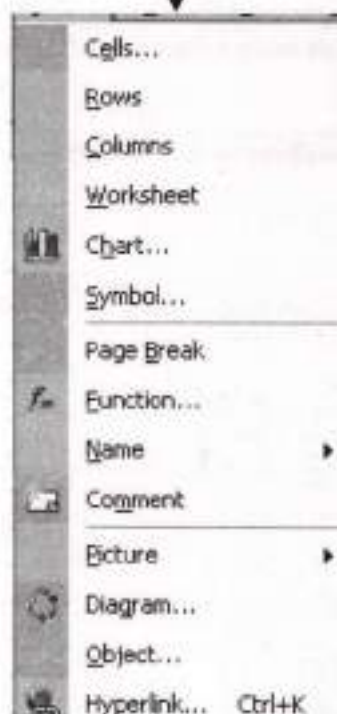 Cells...
Rows
Columns
Worksheet
Chart...
Symbol...
Page Break
Function...
Name
Comment
Picture
Diagram...
Object...
Hyperlink... Ctrl+K